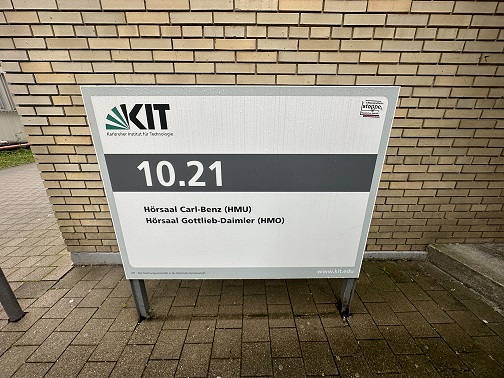 KIT
Karlsruher Institut für Technologie
10.21
Hörsaal Carl-Benz (HMU)
Hörsaal Gottlieb-Daimler (HMO)
www.kit.edu